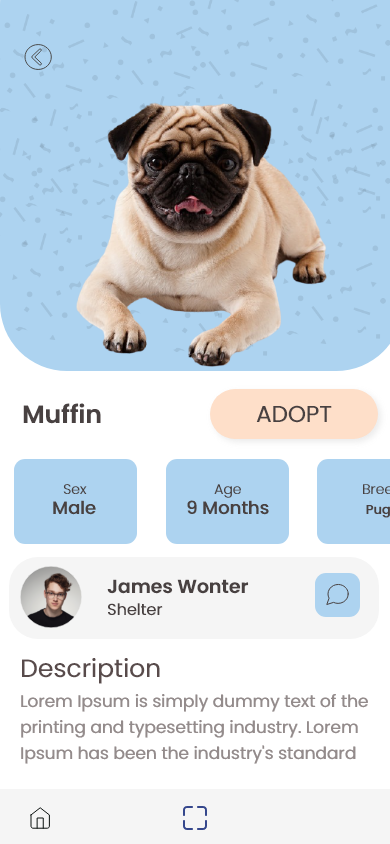 Muffin
ADOPT
Sex
Male
Age
9 Months
Bree
Pug
James Wonter
Shelter
Description
Lorem Ipsum is simply dummy text of the
printing and typesetting industry. Lorem
Ipsum has been the industry's standard